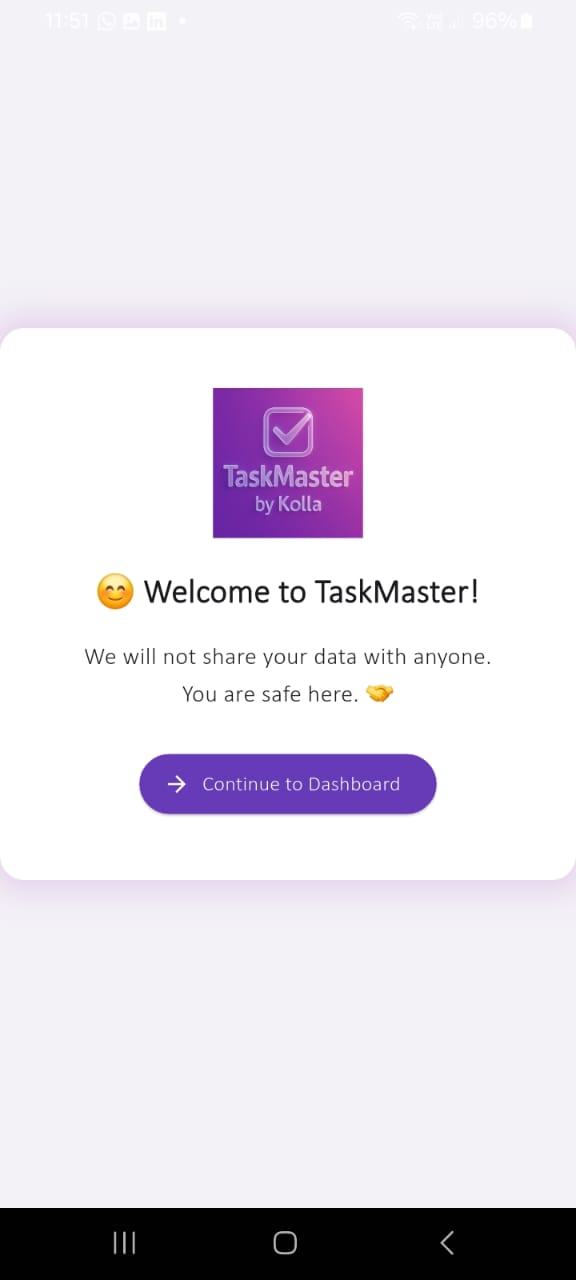 11:51
96%
TaskMaster
by Kolla
😊 Welcome to TaskMaster!
We will not share your data with anyone.
You are safe here. 🤝
→ Continue to Dashboard